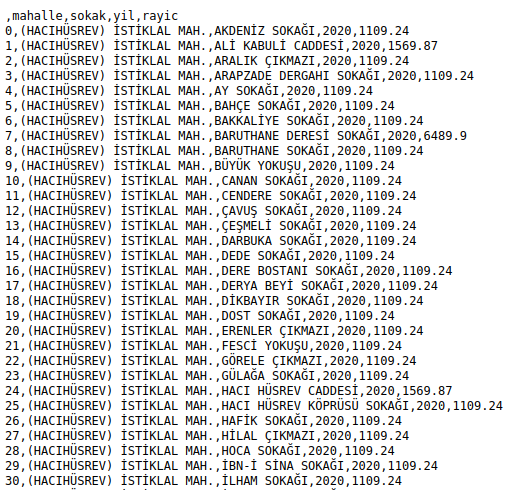 ,mahalle,sokak,yil,rayic
0,(HACIHÜSREV) İSTİKLAL MAH.,AKDENİZ SOKAĞI,2020,1109.24
1,(HACIHÜSREV) İSTİKLAL MAH.,ALİ KABULİ CADDESİ,2020,1569.87
2,(HACIHÜSREV) İSTİKLAL MAH.,ARALIK ÇIKMAZI,2020,1109.24
3,(HACIHÜSREV) İSTİKLAL MAH.,ARAPZADE DERGAHI SOKAĞI,2020,1109.24
4,(HACIHÜSREV) İSTİKLAL MAH.,AY SOKAĞI,2020,1109.24
5,(HACIHÜSREV) İSTİKLAL MAH.,BAHÇE SOKAĞI,2020,1109.24
6,(HACIHÜSREV) İSTİKLAL MAH.,BAKKALİYE SOKAĞI,2020,1109.24
7,(HACIHÜSREV) İSTİKLAL MAH.,BARUTHANE DERESİ SOKAĞI,2020,6489.9
8,(HACIHÜSREV) İSTİKLAL MAH.,BARUTHANE SOKAĞI,2020,1109.24
9,(HACIHÜSREV) İSTİKLAL MAH.,BÜYÜK YOKUŞU,2020,1109.24
10,(HACIHÜSREV) İSTİKLAL MAH.,CANAN SOKAĞI,2020,1109.24
11,(HACIHÜSREV) İSTİKLAL MAH.,CENDERE SOKAĞI,2020,1109.24
12,(HACIHÜSREV) İSTİKLAL MAH.,ÇAVUŞ SOKAĞI,2020,1109.24
13,(HACIHÜSREV) İSTİKLAL MAH.,ÇEŞMELİ SOKAĞI,2020,1109.24
14,(HACIHÜSREV) İSTİKLAL MAH.,DARBUKA SOKAĞI,2020,1109.24
15,(HACIHÜSREV) İSTİKLAL MAH.,DEDE SOKAĞI,2020,1109.24
16,(HACIHÜSREV) İSTİKLAL MAH.,DERE BOSTANI SOKAĞI,2020,1109.24
17,(HACIHÜSREV) İSTİKLAL MAH.,DERYA BEYİ SOKAĞI,2020,1109.24
18,(HACIHÜSREV) İSTİKLAL MAH.,DİKBAYIR SOKAĞI,2020,1109.24
19,(HACIHÜSREV) İSTİKLAL MAH.,DOST SOKAĞI,2020,1109.24
20,(HACIHÜSREV) İSTİKLAL MAH.,ERENLER ÇIKMAZI,2020,1109.24
21,(HACIHÜSREV) İSTİKLAL MAH.,FESCİ YOKUŞU,2020,1109.24
22,(HACIHÜSREV) İSTİKLAL MAH.,GÖRELE ÇIKMAZI,2020,1109.24
23,(HACIHÜSREV) İSTİKLAL MAH.,GÜLAĞA SOKAĞI,2020,1109.24
24,(HACIHÜSREV) İSTİKLAL MAH.,HACI HÜSREV CADDESİ,2020,1569.87
25,(HACIHÜSREV) İSTİKLAL MAH.,HACI HÜSREV KÖPRÜSÜ SOKAĞI,2020,1109.24
26,(HACIHÜSREV) İSTİKLAL MAH.,HAFİK SOKAĞI,2020,1109.24
27,(HACIHÜSREV) İSTİKLAL MAH.,HİLAL ÇIKMAZI,2020,1109.24
28,(HACIHÜSREV) İSTİKLAL MAH.,HOCA SOKAĞI,2020,1109.24
29,(HACIHÜSREV) İSTİKLAL MAH.,İBN-İ SİNA SOKAĞI,2020,1109.24
30,(HACIHÜSREV) İSTİKLAL MAH.,İLHAM SOKAĞI,2020,1109.24